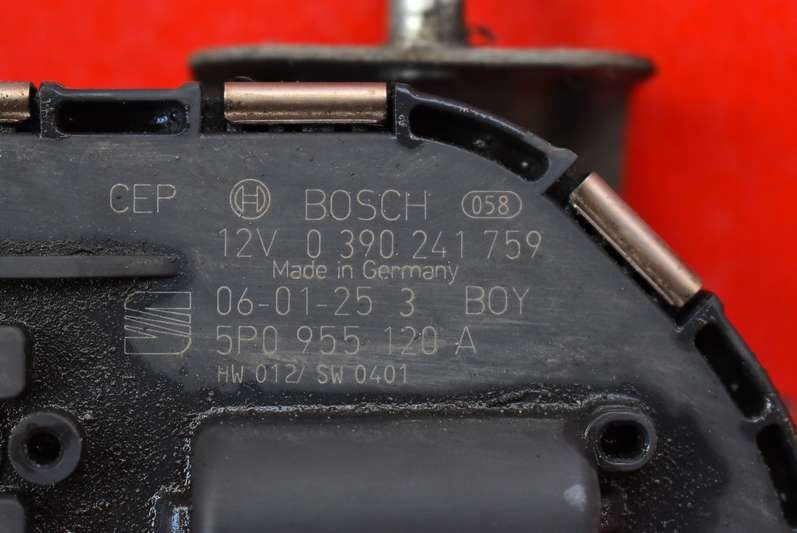 CEP BOSCH 058
12V 0 390 241 759
Made in Germany
06-01-25 3 BOY
5P0 955 120 A
HW 012/ SW 0401